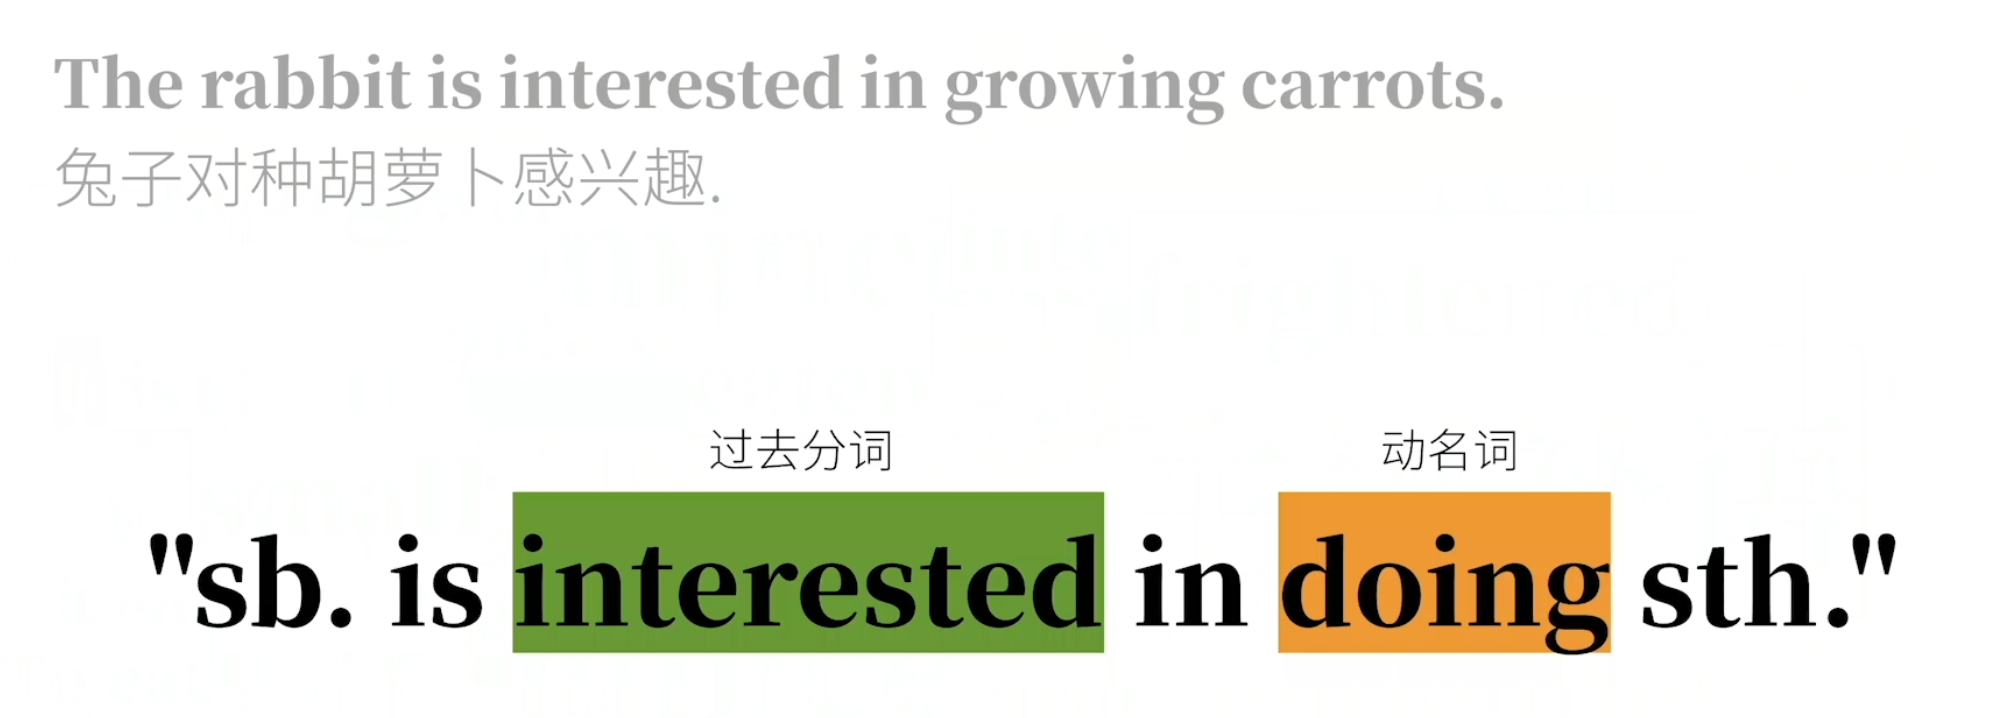 The rabbit is interested in growing carrots.
兔子对种胡萝卜感兴趣.
过去分词 动名词
"sb. is interested in doing sth."